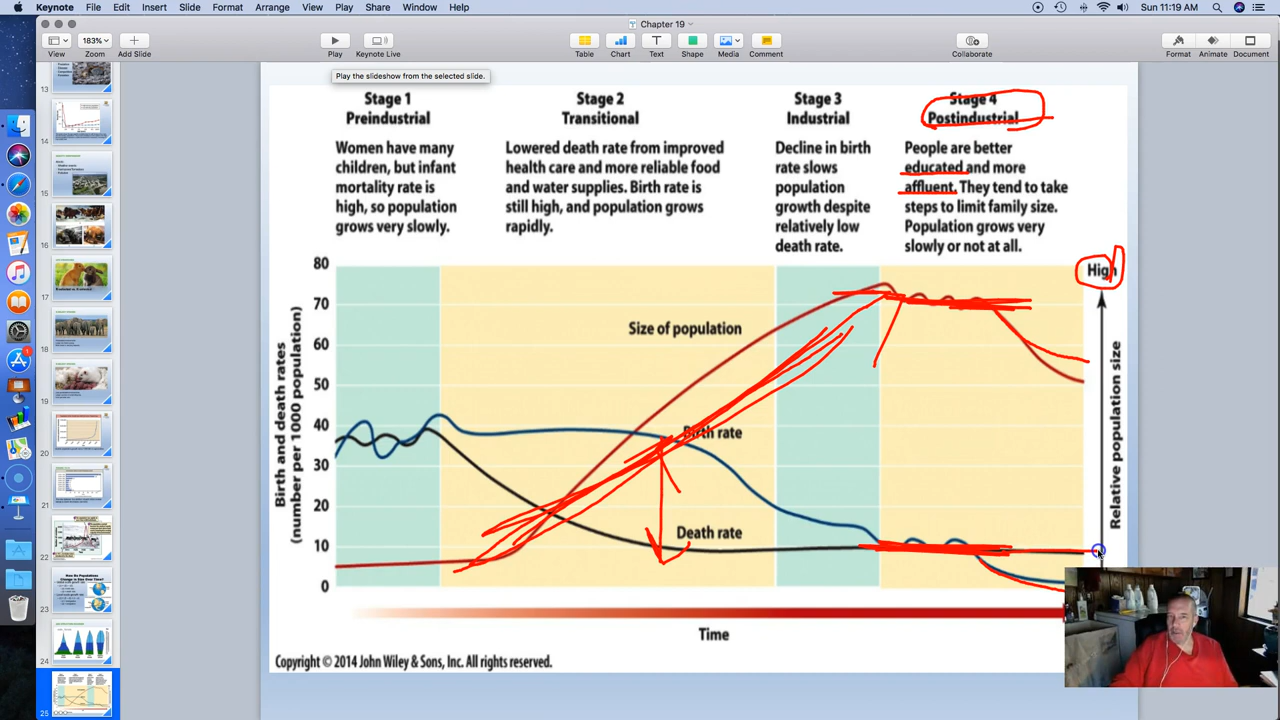 Keynote File Edit Insert Slide Format Arrange View Play Share Window Help
Sun 11:19 AM
Chapter 19
183%
View Zoom Add Slide
Play Keynote Live
Table Chart Text Shape Media Comment
Collaborate
Format Animate Document
Play the slideshow from the selected slide.
13
14
15
16
17
18
19
20
21
22
23
24
25
Stage 1
Preindustrial
Women have many
children, but infant
mortality rate is
high, so population
grows very slowly.
Stage 2
Transitional
Lowered death rate from improved
health care and more reliable food
and water supplies. Birth rate is
still high, and population grows
rapidly.
Stage 3
Industrial
Decline in birth
rate slows
population
growth despite
relatively low
death rate.
Stage 4
Postindustrial
People are better
educated and more
affluent. They tend to take
steps to limit family size.
Population grows very
slowly or not at all.
Birth and death rates
(number per 1000 population)
80
70
60
50
40
30
20
10
0
Size of population
Birth rate
Death rate
High
Relative population size
Time
Copyright © 2014 John Wiley & Sons, Inc. All rights reserved.